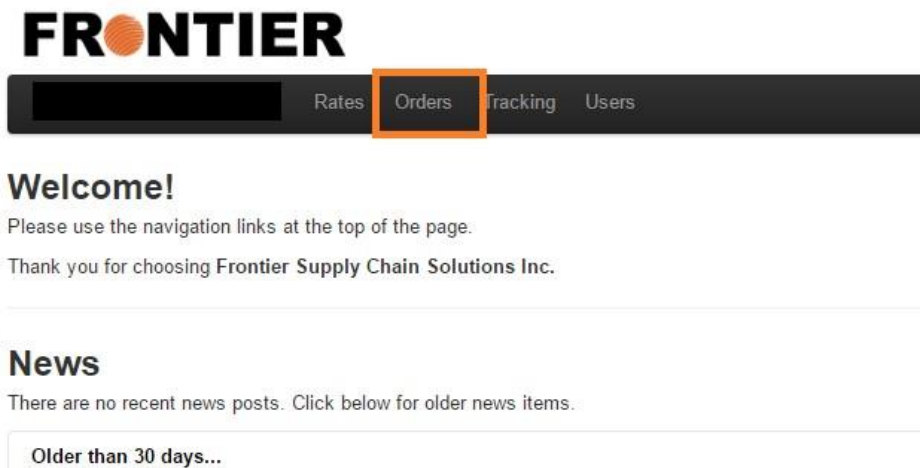 FRONTIER
Rates Orders Tracking Users
Welcome!
Please use the navigation links at the top of the page.
Thank you for choosing Frontier Supply Chain Solutions Inc.
News
There are no recent news posts. Click below for older news items.
Older than 30 days...